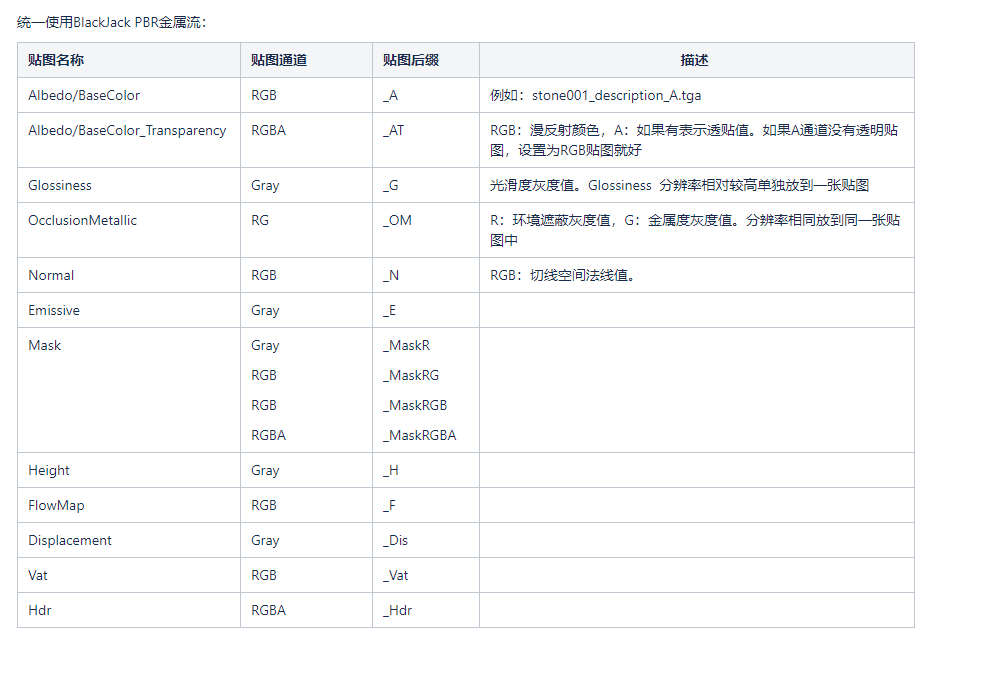 统一使用BlackJack PBR金属流：
贴图名称 贴图通道 贴图后缀 描述
Albedo/BaseColor RGB _A 例如：stone001_description_A.tga
Albedo/BaseColor_Transparency RGBA _AT RGB：漫反射颜色，A：如果有表示透贴值。如果A通道没有透明贴
图，设置为RGB贴图就好
Glossiness Gray _G 光滑度灰度值。Glossiness 分辨率相对较高单独放到一张贴图
OcclusionMetallic RG _OM R：环境遮蔽灰度值，G：金属度灰度值。分辨率相同放到同一张贴
图中
Normal RGB _N RGB：切线空间法线值。
Emissive Gray _E
Mask Gray _MaskR
RGB _MaskRG
RGB _MaskRGB
RGBA _MaskRGBA
Height Gray _H
FlowMap RGB _F
Displacement Gray _Dis
Vat RGB _Vat
Hdr RGBA _Hdr